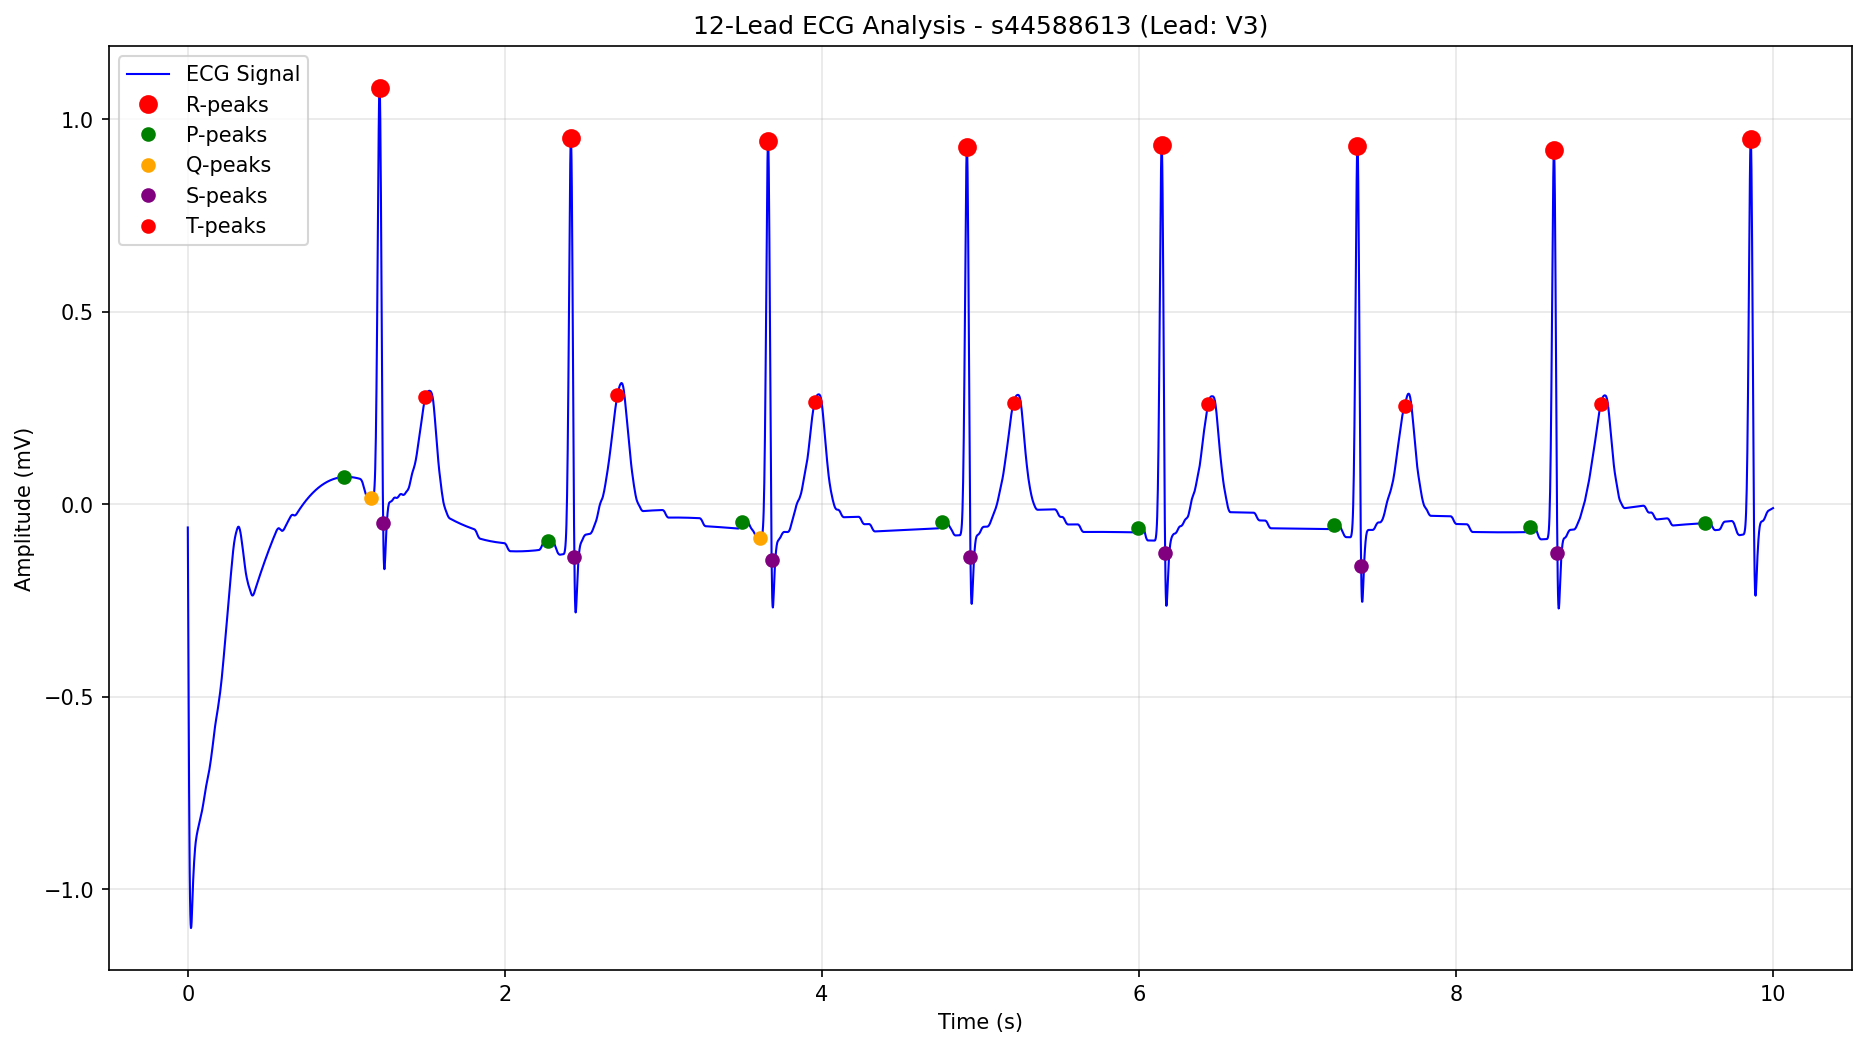 12-Lead ECG Analysis - s44588613 (Lead: V3)
ECG Signal
R-peaks
P-peaks
Q-peaks
S-peaks
T-peaks
1.0
0.5
0.0
−0.5
−1.0
Amplitude (mV)
0
2
4
6
8
10
Time (s)